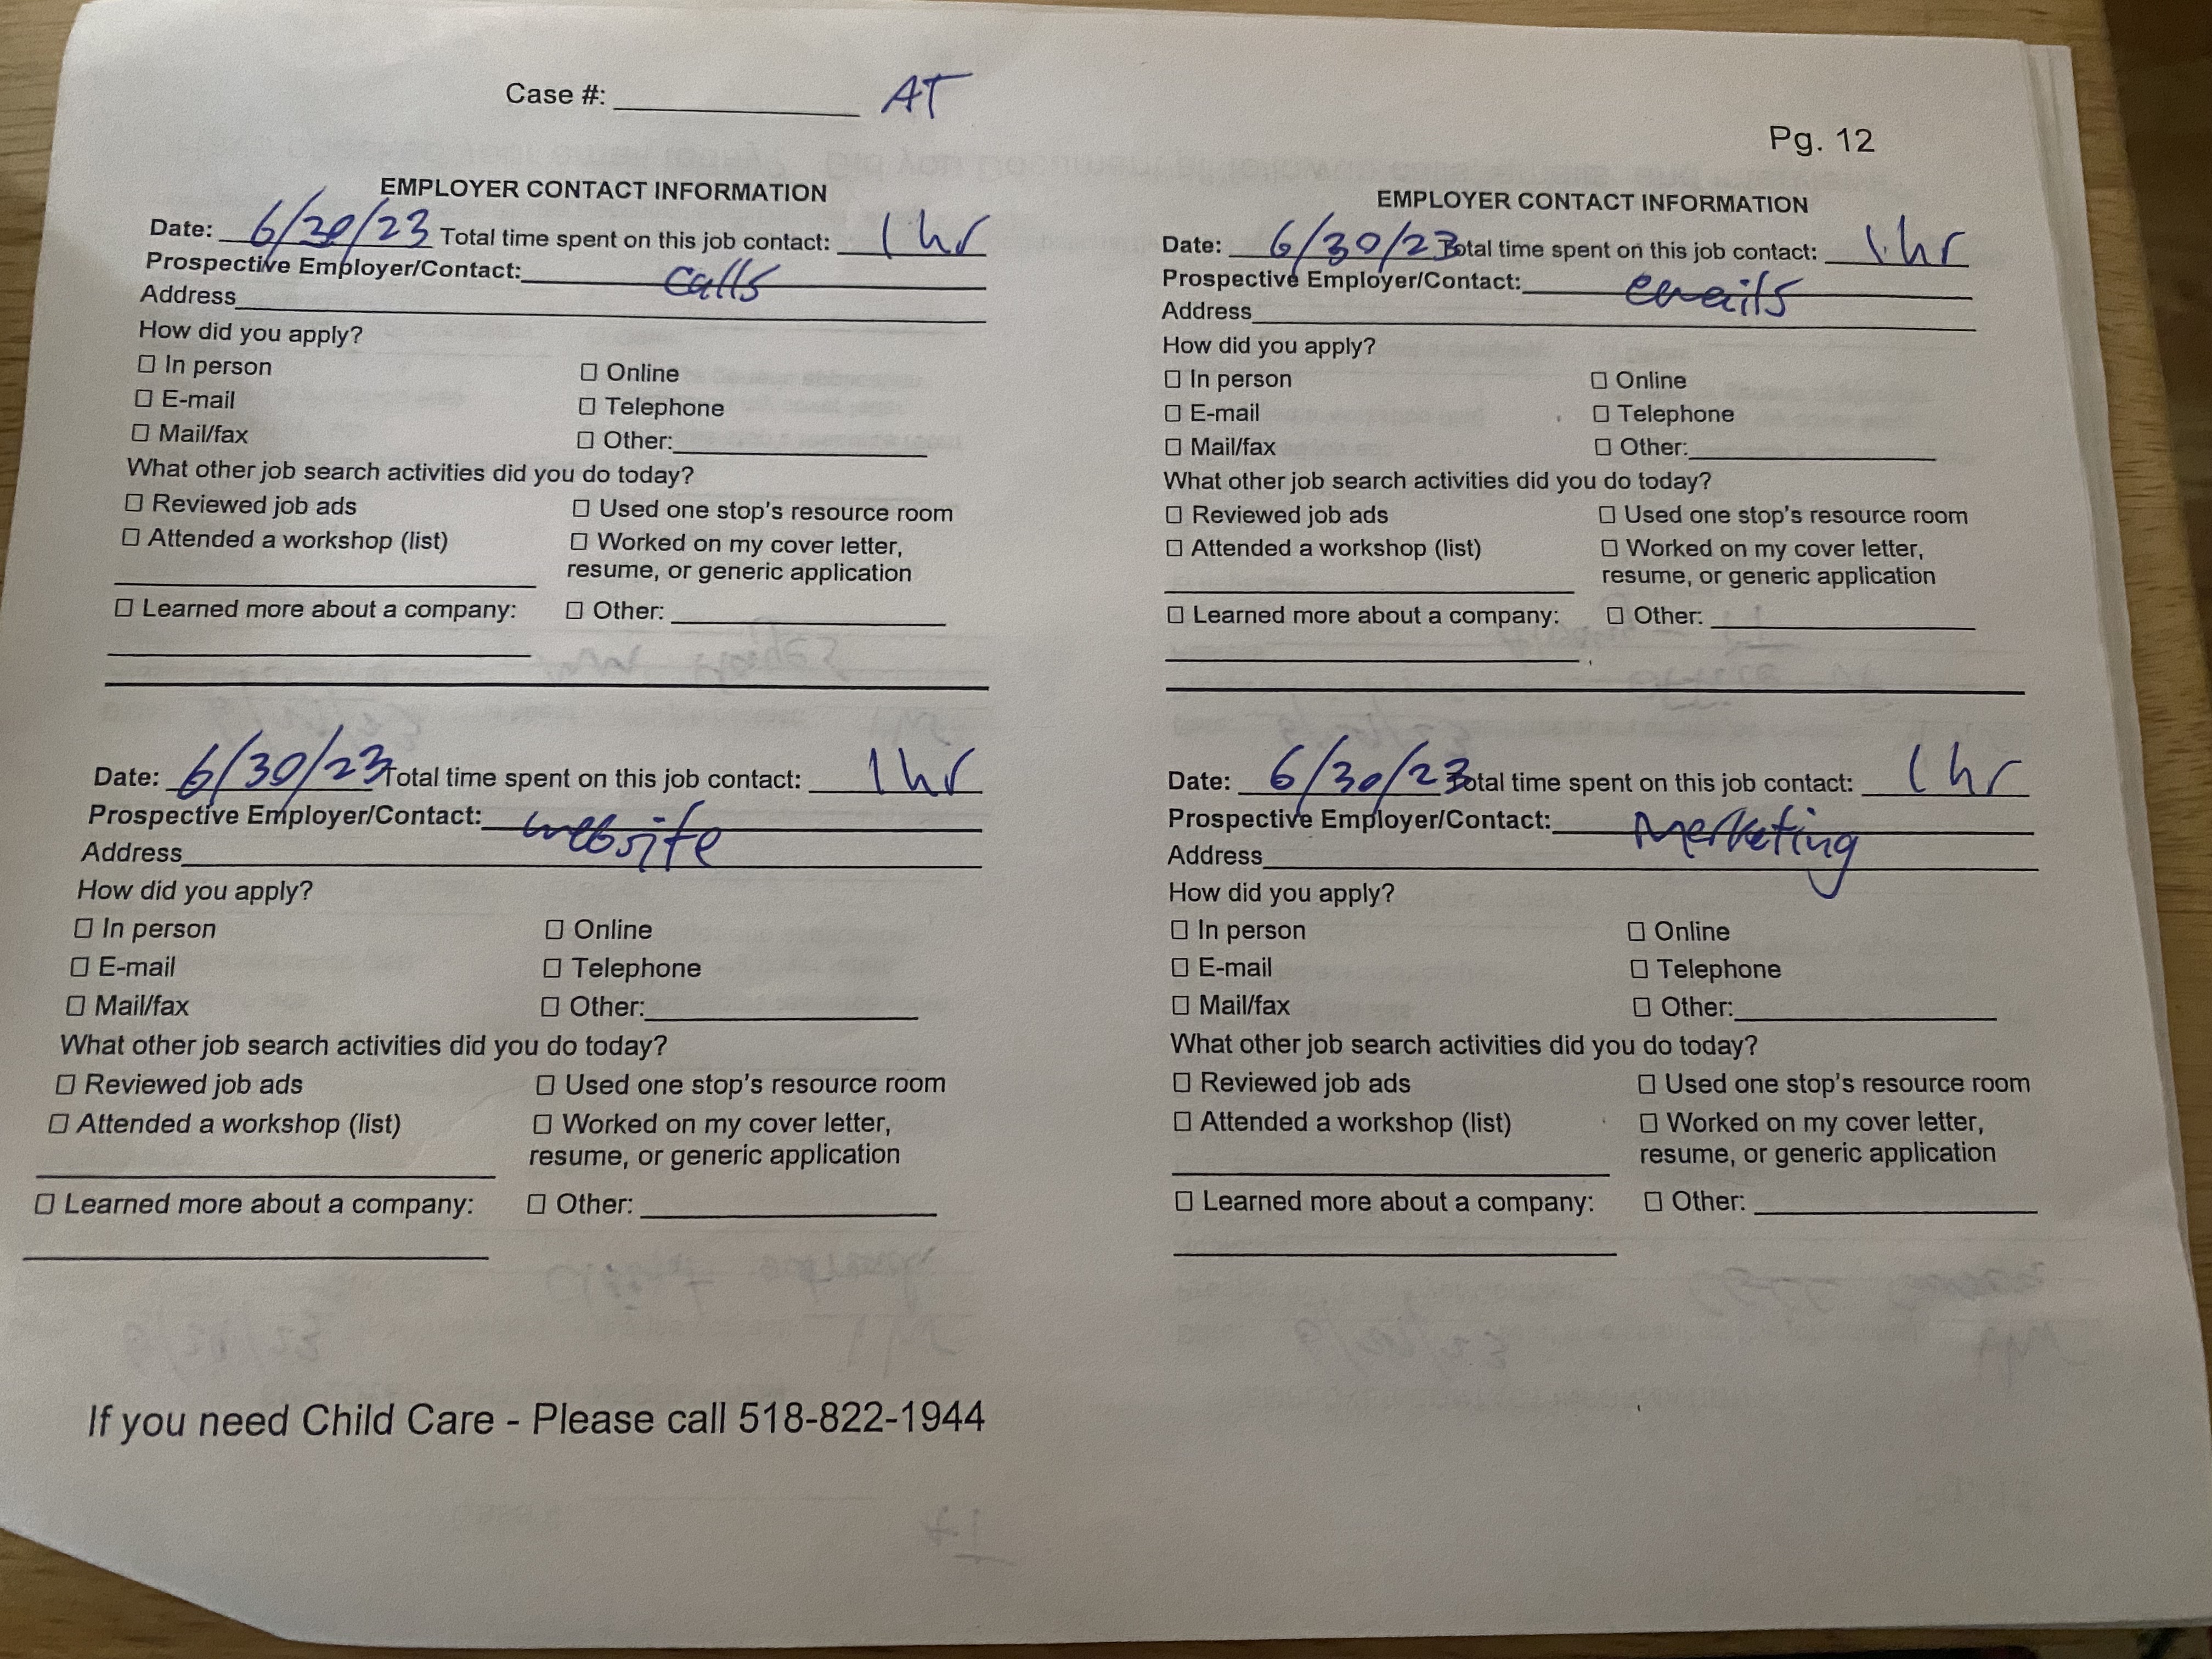 Case #: ____________ AT
Pg. 12
EMPLOYER CONTACT INFORMATION
Date: 6/30/23 Total time spent on this job contact: 1 hr
Prospective Employer/Contact: calls
Address
How did you apply?
☐ In person ☐ Online
☐ E-mail ☐ Telephone
☐ Mail/fax ☐ Other:
What other job search activities did you do today?
☐ Reviewed job ads ☐ Used one stop's resource room
☐ Attended a workshop (list) ☐ Worked on my cover letter,
resume, or generic application
☐ Learned more about a company: ☐ Other:
Date: 6/30/23 Total time spent on this job contact: 1 hr
Prospective Employer/Contact: website
Address
How did you apply?
☐ In person ☐ Online
☐ E-mail ☐ Telephone
☐ Mail/fax ☐ Other:
What other job search activities did you do today?
☐ Reviewed job ads ☐ Used one stop's resource room
☐ Attended a workshop (list) ☐ Worked on my cover letter,
resume, or generic application
☐ Learned more about a company: ☐ Other:
If you need Child Care - Please call 518-822-1944
EMPLOYER CONTACT INFORMATION
Date: 6/30/23 Total time spent on this job contact: 1 hr
Prospective Employer/Contact: emails
Address
How did you apply?
☐ In person ☐ Online
☐ E-mail ☐ Telephone
☐ Mail/fax ☐ Other:
What other job search activities did you do today?
☐ Reviewed job ads ☐ Used one stop's resource room
☐ Attended a workshop (list) ☐ Worked on my cover letter,
resume, or generic application
☐ Learned more about a company: ☐ Other:
Date: 6/30/23 Total time spent on this job contact: 1 hr
Prospective Employer/Contact: Merketing
Address
How did you apply?
☐ In person ☐ Online
☐ E-mail ☐ Telephone
☐ Mail/fax ☐ Other:
What other job search activities did you do today?
☐ Reviewed job ads ☐ Used one stop's resource room
☐ Attended a workshop (list) ☐ Worked on my cover letter,
resume, or generic application
☐ Learned more about a company: ☐ Other: